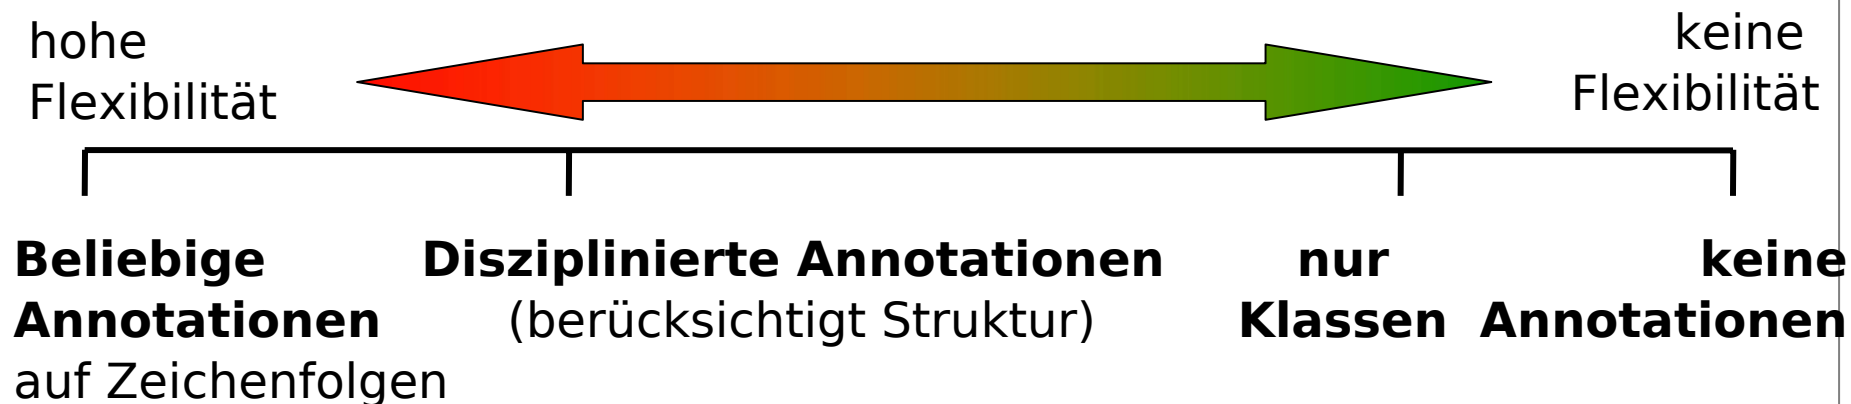 hohe
Flexibilität
keine
Flexibilität
Beliebige
Annotationen
auf Zeichenfolgen
Disziplinierte Annotationen
(berücksichtigt Struktur)
nur
Klassen
keine
Annotationen